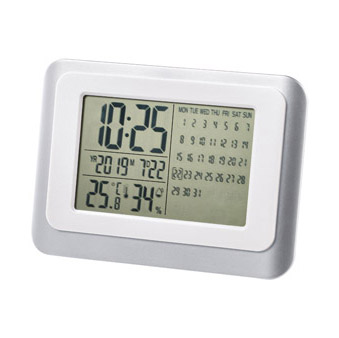 10:25
YR 2019 M 7D22
25.8 °C 34%
MON TUE WED THU FRI SAT SUN
1 2 3 4 5 6 7
8 9 10 11 12 13 14
15 16 17 18 19 20 21
22 23 24 25 26 27 28
29 30 31